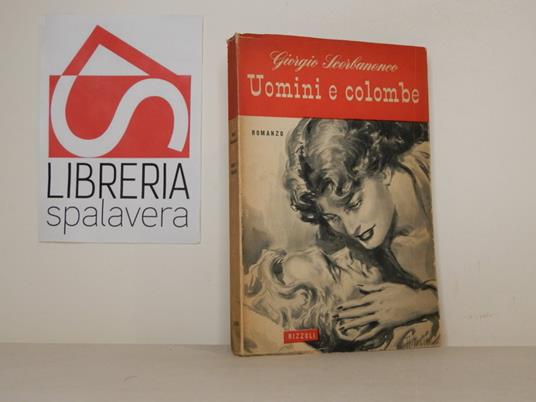 LIBRERIA
spalavera
Giorgio Scerbanenco
Uomini e colombe
ROMANZO
RIZZOLI